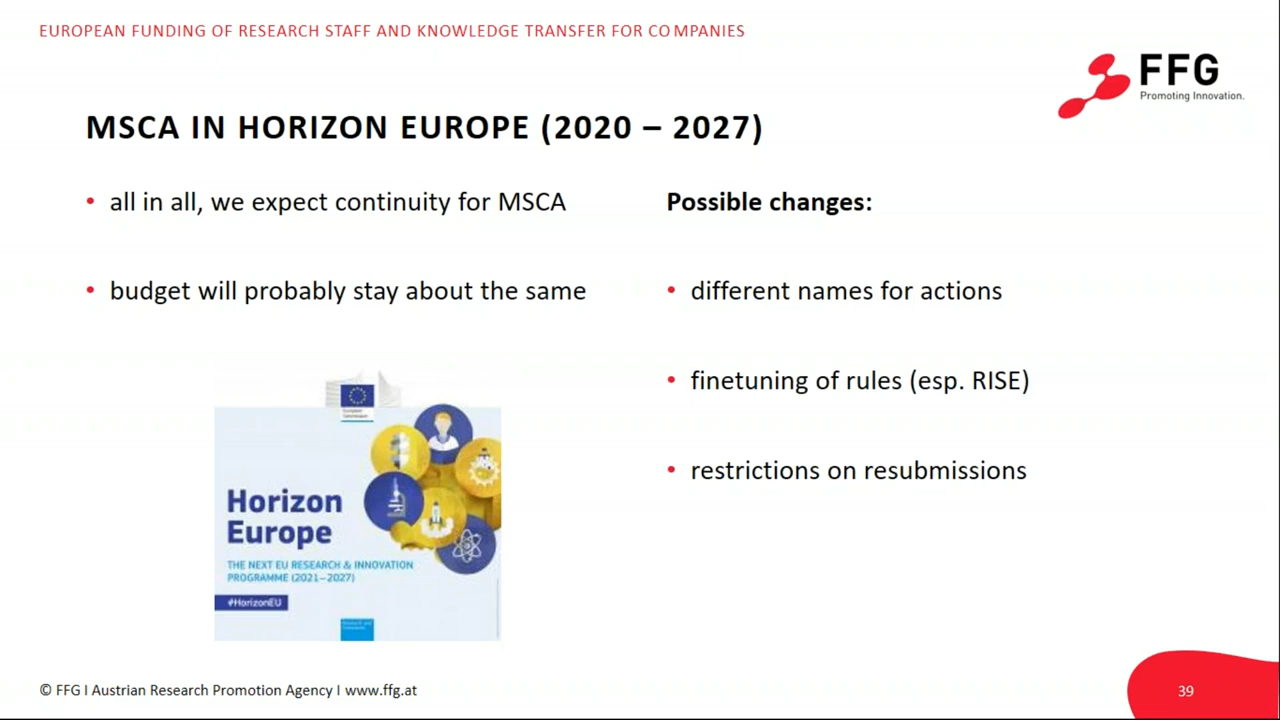 EUROPEAN FUNDING OF RESEARCH STAFF AND KNOWLEDGE TRANSFER FOR COMPANIES
FFG
Promoting Innovation.
MSCA IN HORIZON EUROPE (2020 – 2027)
• all in all, we expect continuity for MSCA
• budget will probably stay about the same
European
Commission
Horizon
Europe
THE NEXT EU RESEARCH & INNOVATION
PROGRAMME (2021–2027)
#HorizonEU
Possible changes:
• different names for actions
• finetuning of rules (esp. RISE)
• restrictions on resubmissions
© FFG I Austrian Research Promotion Agency I www.ffg.at
39